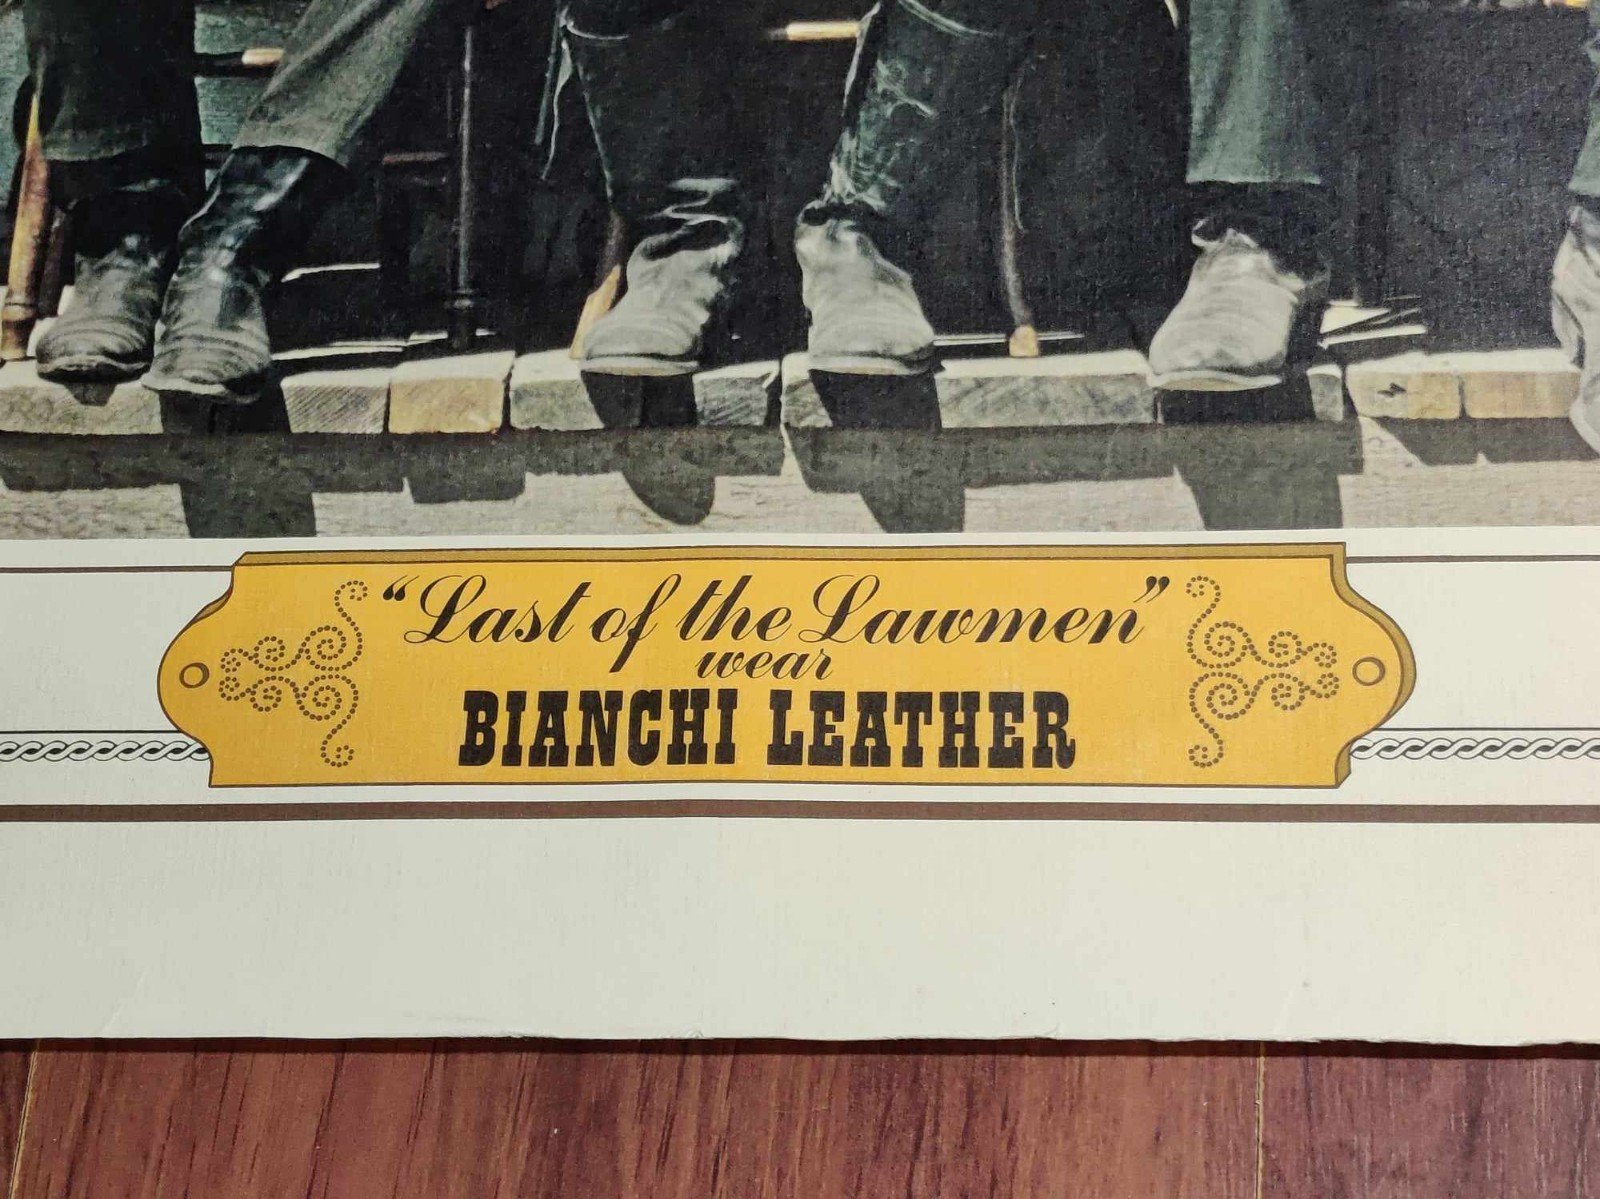 “Last of the Lawmen”
wear
BIANCHI LEATHER